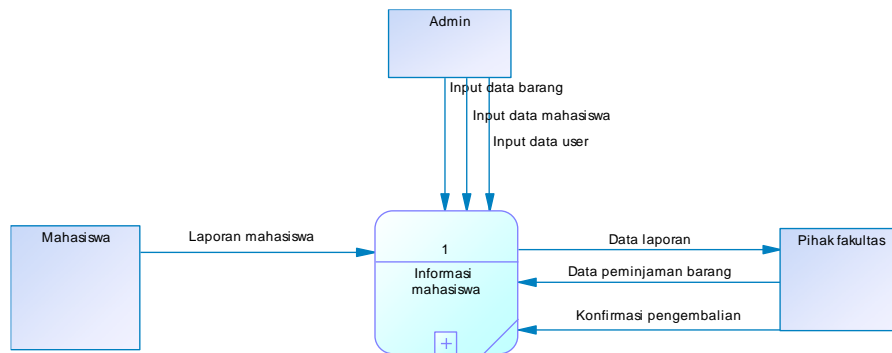 Admin
Input data barang
Input data mahasiswa
Input data user
Mahasiswa
Laporan mahasiswa
1
Informasi
mahasiswa
Data laporan
Data peminjaman barang
Konfirmasi pengembalian
Pihak fakultas